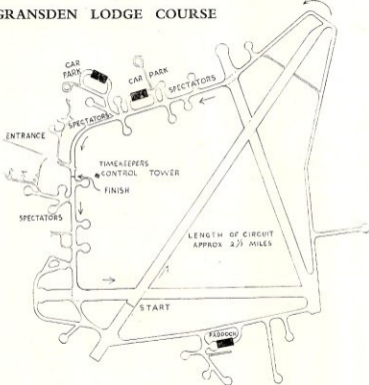 GRANSDEN LODGE COURSE
CAR
PARK
CAR PARK
SPECTATORS
SPECTATORS
ENTRANCE
TIMEKEEPERS
CONTROL TOWER
FINISH
SPECTATORS
LENGTH OF CIRCUIT
APPROX 2⅓ MILES
START
PADDOCK